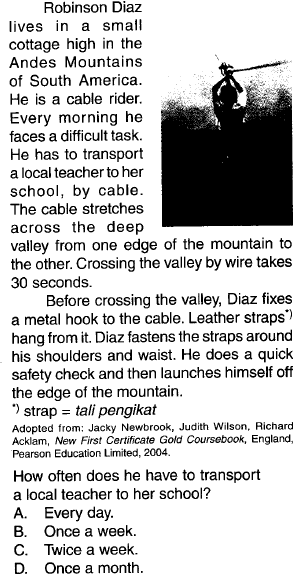 Robinson Diaz
lives in a small
cottage high in the
Andes Mountains
of South America.
He is a cable rider.
Every morning he
faces a difficult task.
He has to transport
a local teacher to her
school, by cable.
The cable stretches
across the deep
valley from one edge of the mountain to
the other. Crossing the valley by wire takes
30 seconds.
Before crossing the valley, Diaz fixes
a metal hook to the cable. Leather straps*)
hang from it. Diaz fastens the straps around
his shoulders and waist. He does a quick
safety check and then launches himself off
the edge of the mountain.
*) strap = tali pengikat
Adopted from: Jacky Newbrook, Judith Wilson, Richard
Acklam, New First Certificate Gold Coursebook, England,
Pearson Education Limited, 2004.
How often does he have to transport
a local teacher to her school?
A. Every day.
B. Once a week.
C. Twice a week.
D. Once a month.